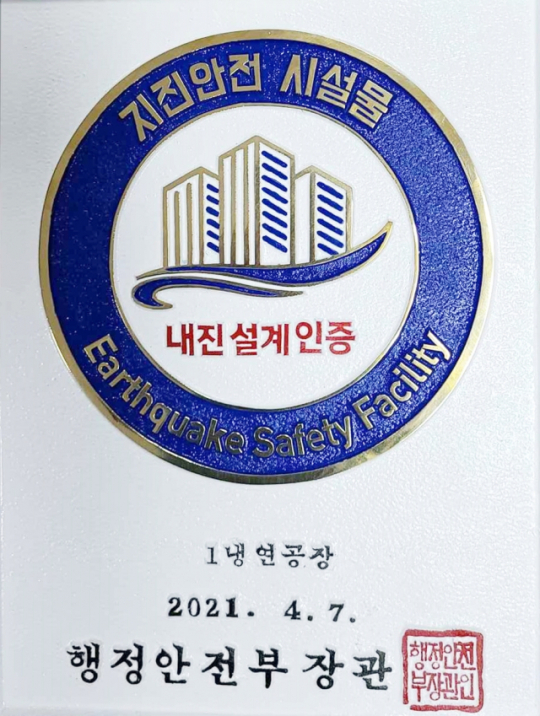 지진안전 시설물
내진설계인증
Earthquake Safety Facility
1냉연공장
2021. 4. 7.
행정안전부장관
행정안전
부장관인